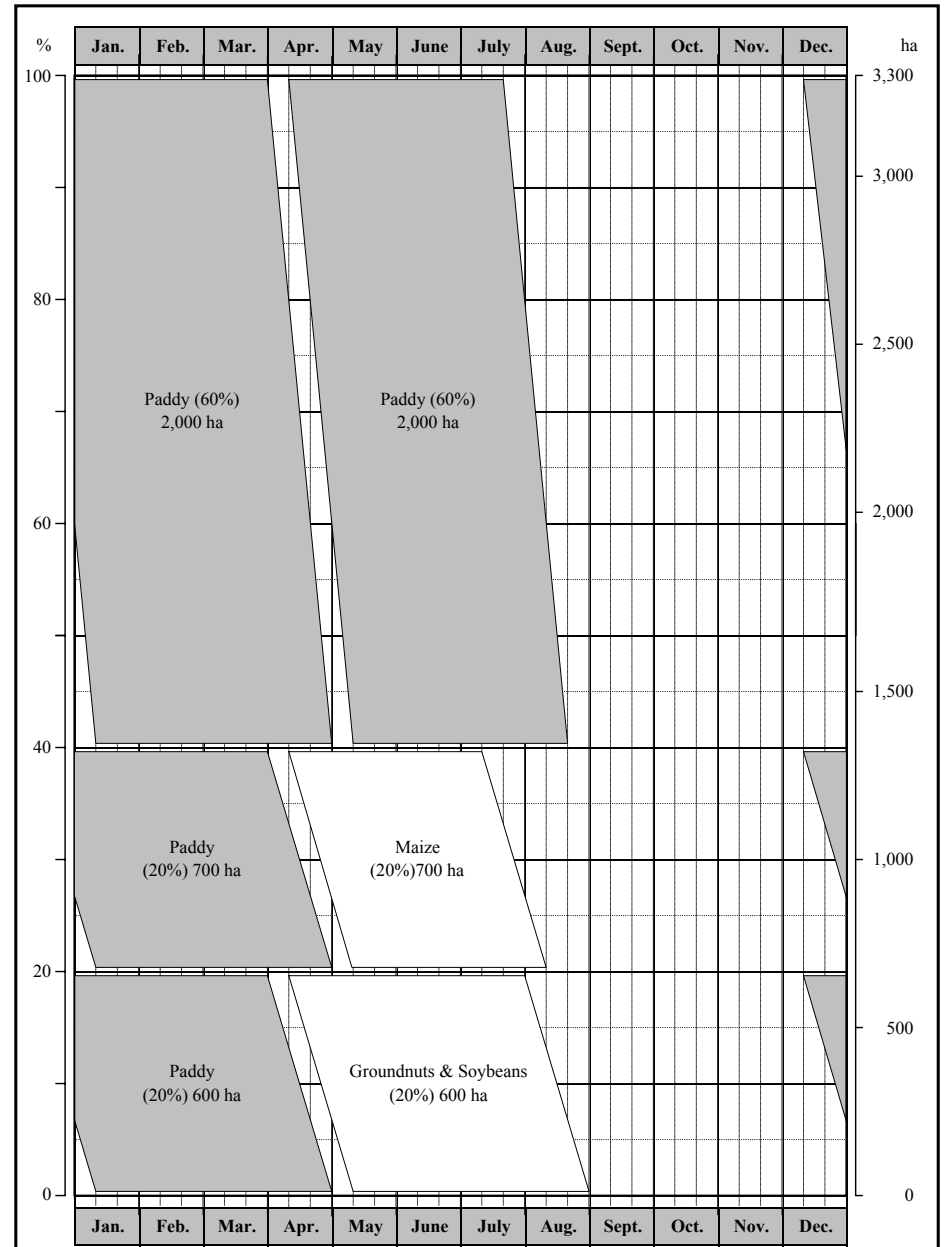 % Jan. Feb. Mar. Apr. May June July Aug. Sept. Oct. Nov. Dec. ha
100 3,300
3,000
80
2,500
Paddy (60%) Paddy (60%)
2,000 ha 2,000 ha
60 2,000
1,500
40
Paddy Maize
(20%) 700 ha (20%)700 ha 1,000
20
500
Paddy Groundnuts & Soybeans
(20%) 600 ha (20%) 600 ha
0 0
Jan. Feb. Mar. Apr. May June July Aug. Sept. Oct. Nov. Dec.